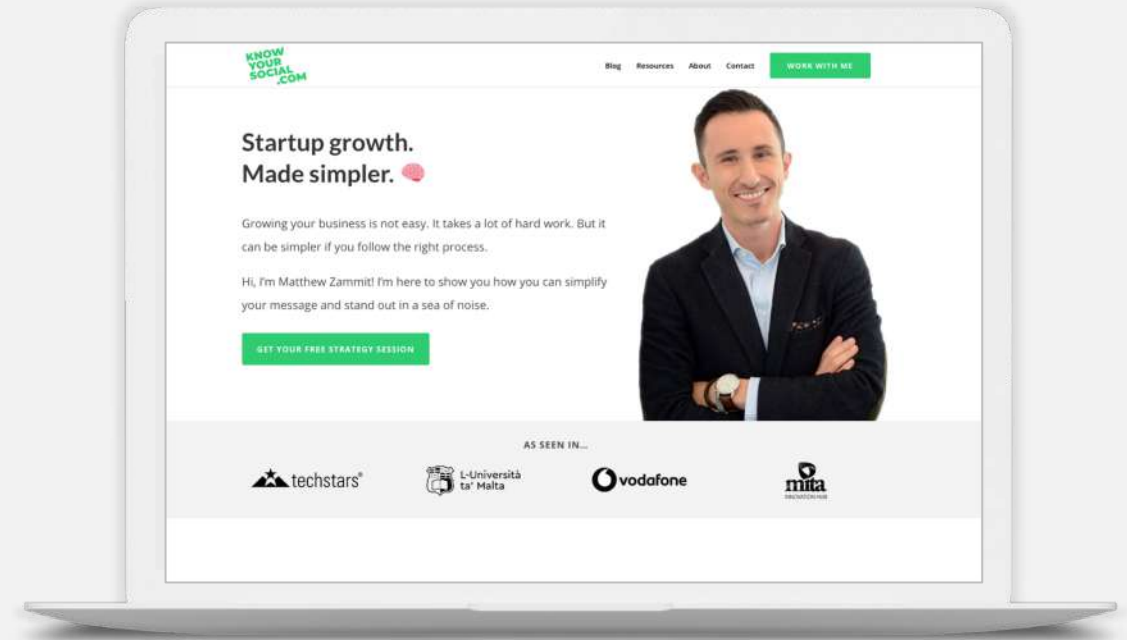 KNOW
YOUR
SOCIAL
.COM
Blog Resources About Contact WORK WITH ME
Startup growth.
Made simpler.
Growing your business is not easy. It takes a lot of hard work. But it
can be simpler if you follow the right process.
Hi, I'm Matthew Zammit! I'm here to show you how you can simplify
your message and stand out in a sea of noise.
GET YOUR FREE STRATEGY SESSION
AS SEEN IN...
techstars®
L-Università
ta' Malta
vodafone
mita
INNOVATION HUB